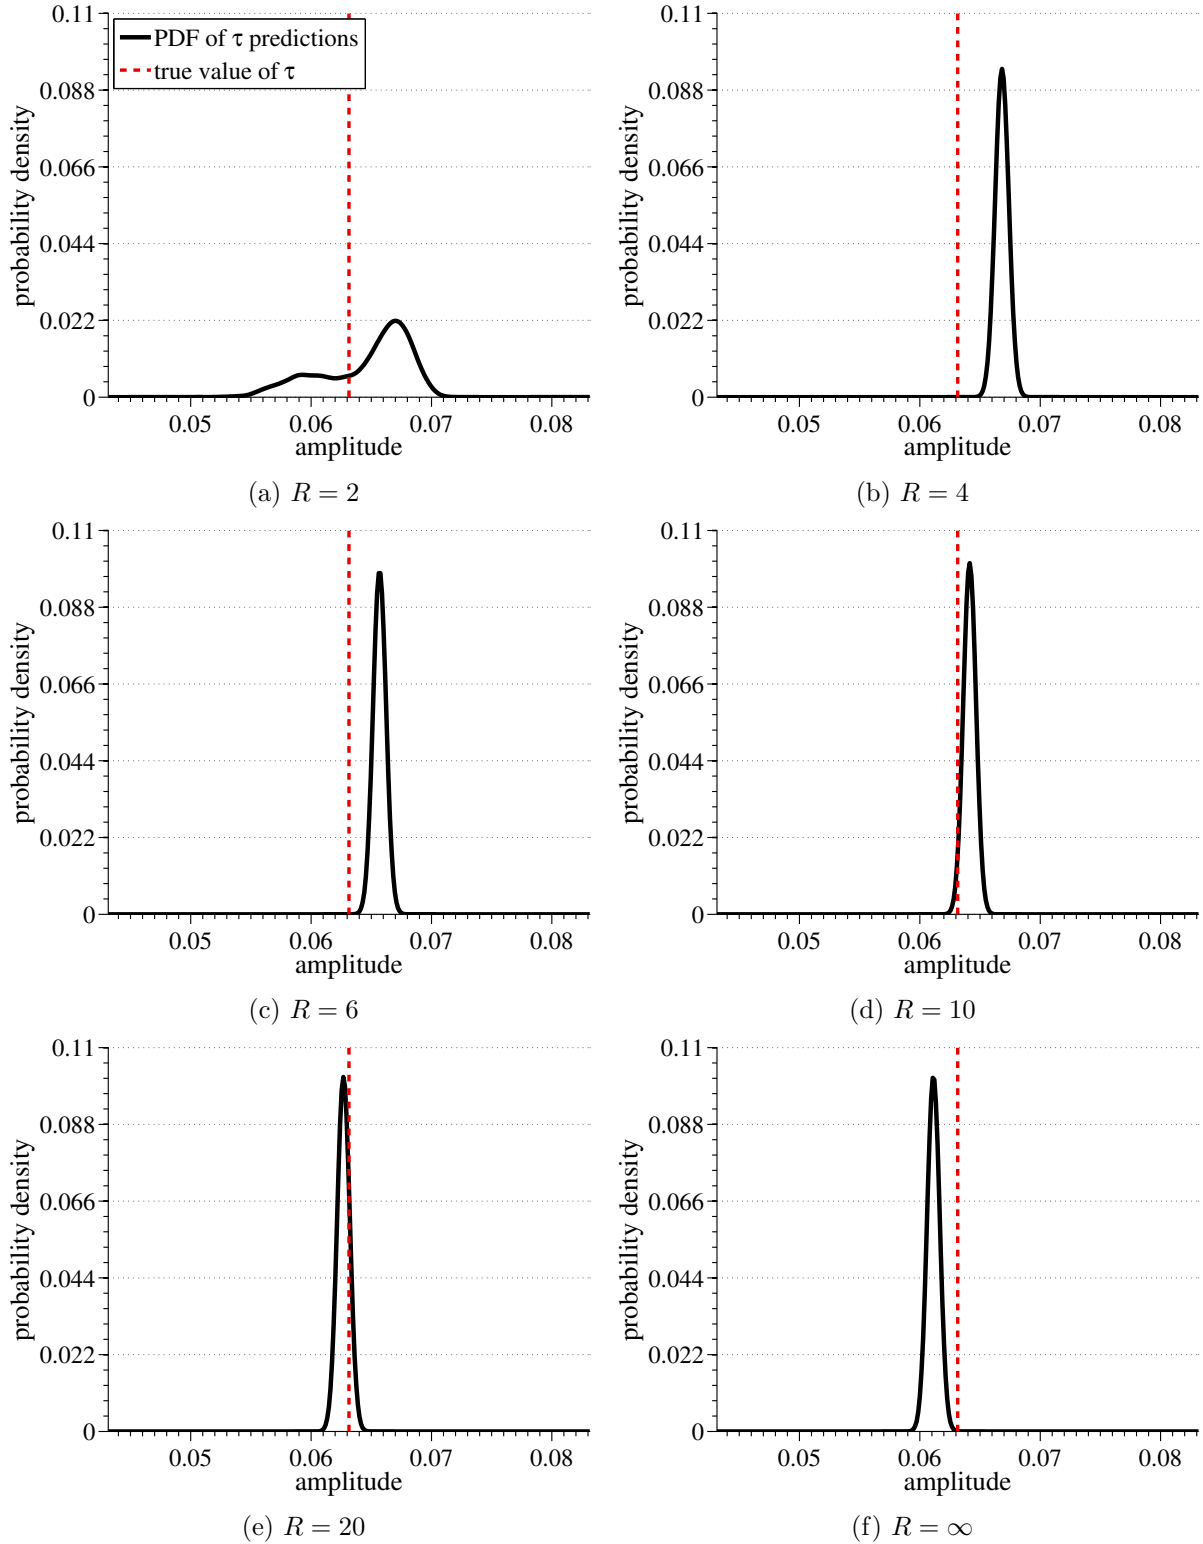 0.11
0.088
0.066
0.044
0.022
0
probability density
PDF of τ predictions
true value of τ
0.05 0.06 0.07 0.08
amplitude
(a) R = 2
0.11
0.088
0.066
0.044
0.022
0
probability density
0.05 0.06 0.07 0.08
amplitude
(b) R = 4
0.11
0.088
0.066
0.044
0.022
0
probability density
0.05 0.06 0.07 0.08
amplitude
(c) R = 6
0.11
0.088
0.066
0.044
0.022
0
probability density
0.05 0.06 0.07 0.08
amplitude
(d) R = 10
0.11
0.088
0.066
0.044
0.022
0
probability density
0.05 0.06 0.07 0.08
amplitude
(e) R = 20
0.11
0.088
0.066
0.044
0.022
0
probability density
0.05 0.06 0.07 0.08
amplitude
(f) R = ∞